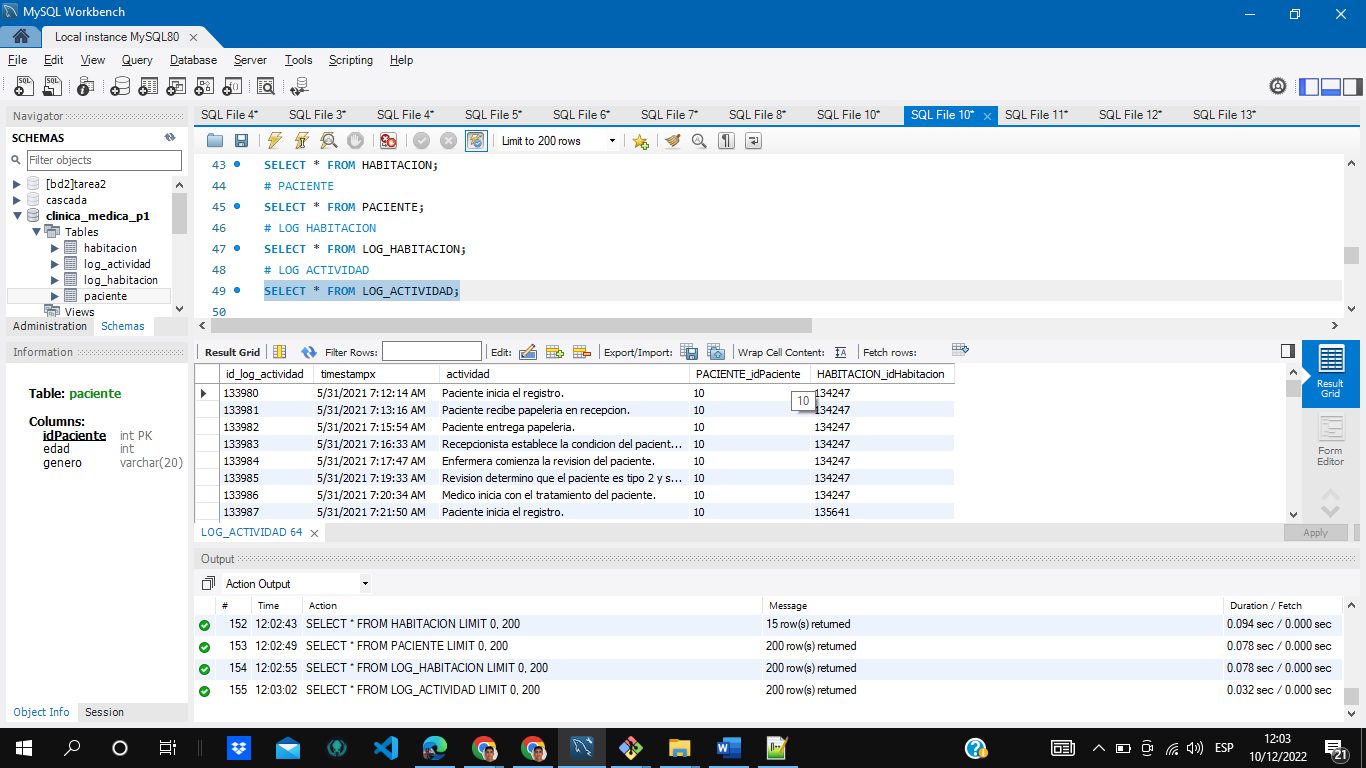 MySQL Workbench
Local instance MySQL80
File Edit View Query Database Server Tools Scripting Help
Navigator
SCHEMAS
Filter objects
[bd2]tarea2
cascada
clinica_medica_p1
Tables
habitacion
log_actividad
log_habitacion
paciente
Views
Administration Schemas
Information
Table: paciente
Columns:
idPaciente int PK
edad int
genero varchar(20)
Object Info Session
SQL File 4* SQL File 3* SQL File 4* SQL File 5* SQL File 6* SQL File 7* SQL File 8* SQL File 10* SQL File 10* SQL File 11* SQL File 12* SQL File 13*
Limit to 200 rows
43 SELECT * FROM HABITACION;
44 # PACIENTE
45 SELECT * FROM PACIENTE;
46 # LOG HABITACION
47 SELECT * FROM LOG_HABITACION;
48 # LOG ACTIVIDAD
49 SELECT * FROM LOG_ACTIVIDAD;
50
Result Grid Filter Rows: Edit: Export/Import: Wrap Cell Content: Fetch rows:
id_log_actividad timestampx actividad PACIENTE_idPaciente HABITACION_idHabitacion
133980 5/31/2021 7:12:14 AM Paciente inicia el registro. 10 134247
10
133981 5/31/2021 7:13:16 AM Paciente recibe papeleria en recepcion. 10 134247
133982 5/31/2021 7:15:54 AM Paciente entrega papeleria. 10 134247
133983 5/31/2021 7:16:33 AM Recepcionista establece la condicion del pacient... 10 134247
133984 5/31/2021 7:17:47 AM Enfermera comienza la revision del paciente. 10 134247
133985 5/31/2021 7:19:33 AM Revision determino que el paciente es tipo 2 y s... 10 134247
133986 5/31/2021 7:20:34 AM Medico inicia con el tratamiento del paciente. 10 134247
133987 5/31/2021 7:21:50 AM Paciente inicia el registro. 10 135641
Result Grid
Form Editor
LOG_ACTIVIDAD 64
Apply
Output
Action Output
# Time Action Message Duration / Fetch
152 12:02:43 SELECT * FROM HABITACION LIMIT 0, 200 15 row(s) returned 0.094 sec / 0.000 sec
153 12:02:49 SELECT * FROM PACIENTE LIMIT 0, 200 200 row(s) returned 0.078 sec / 0.000 sec
154 12:02:55 SELECT * FROM LOG_HABITACION LIMIT 0, 200 200 row(s) returned 0.078 sec / 0.000 sec
155 12:03:02 SELECT * FROM LOG_ACTIVIDAD LIMIT 0, 200 200 row(s) returned 0.032 sec / 0.000 sec
ESP
12:03
10/12/2022
21